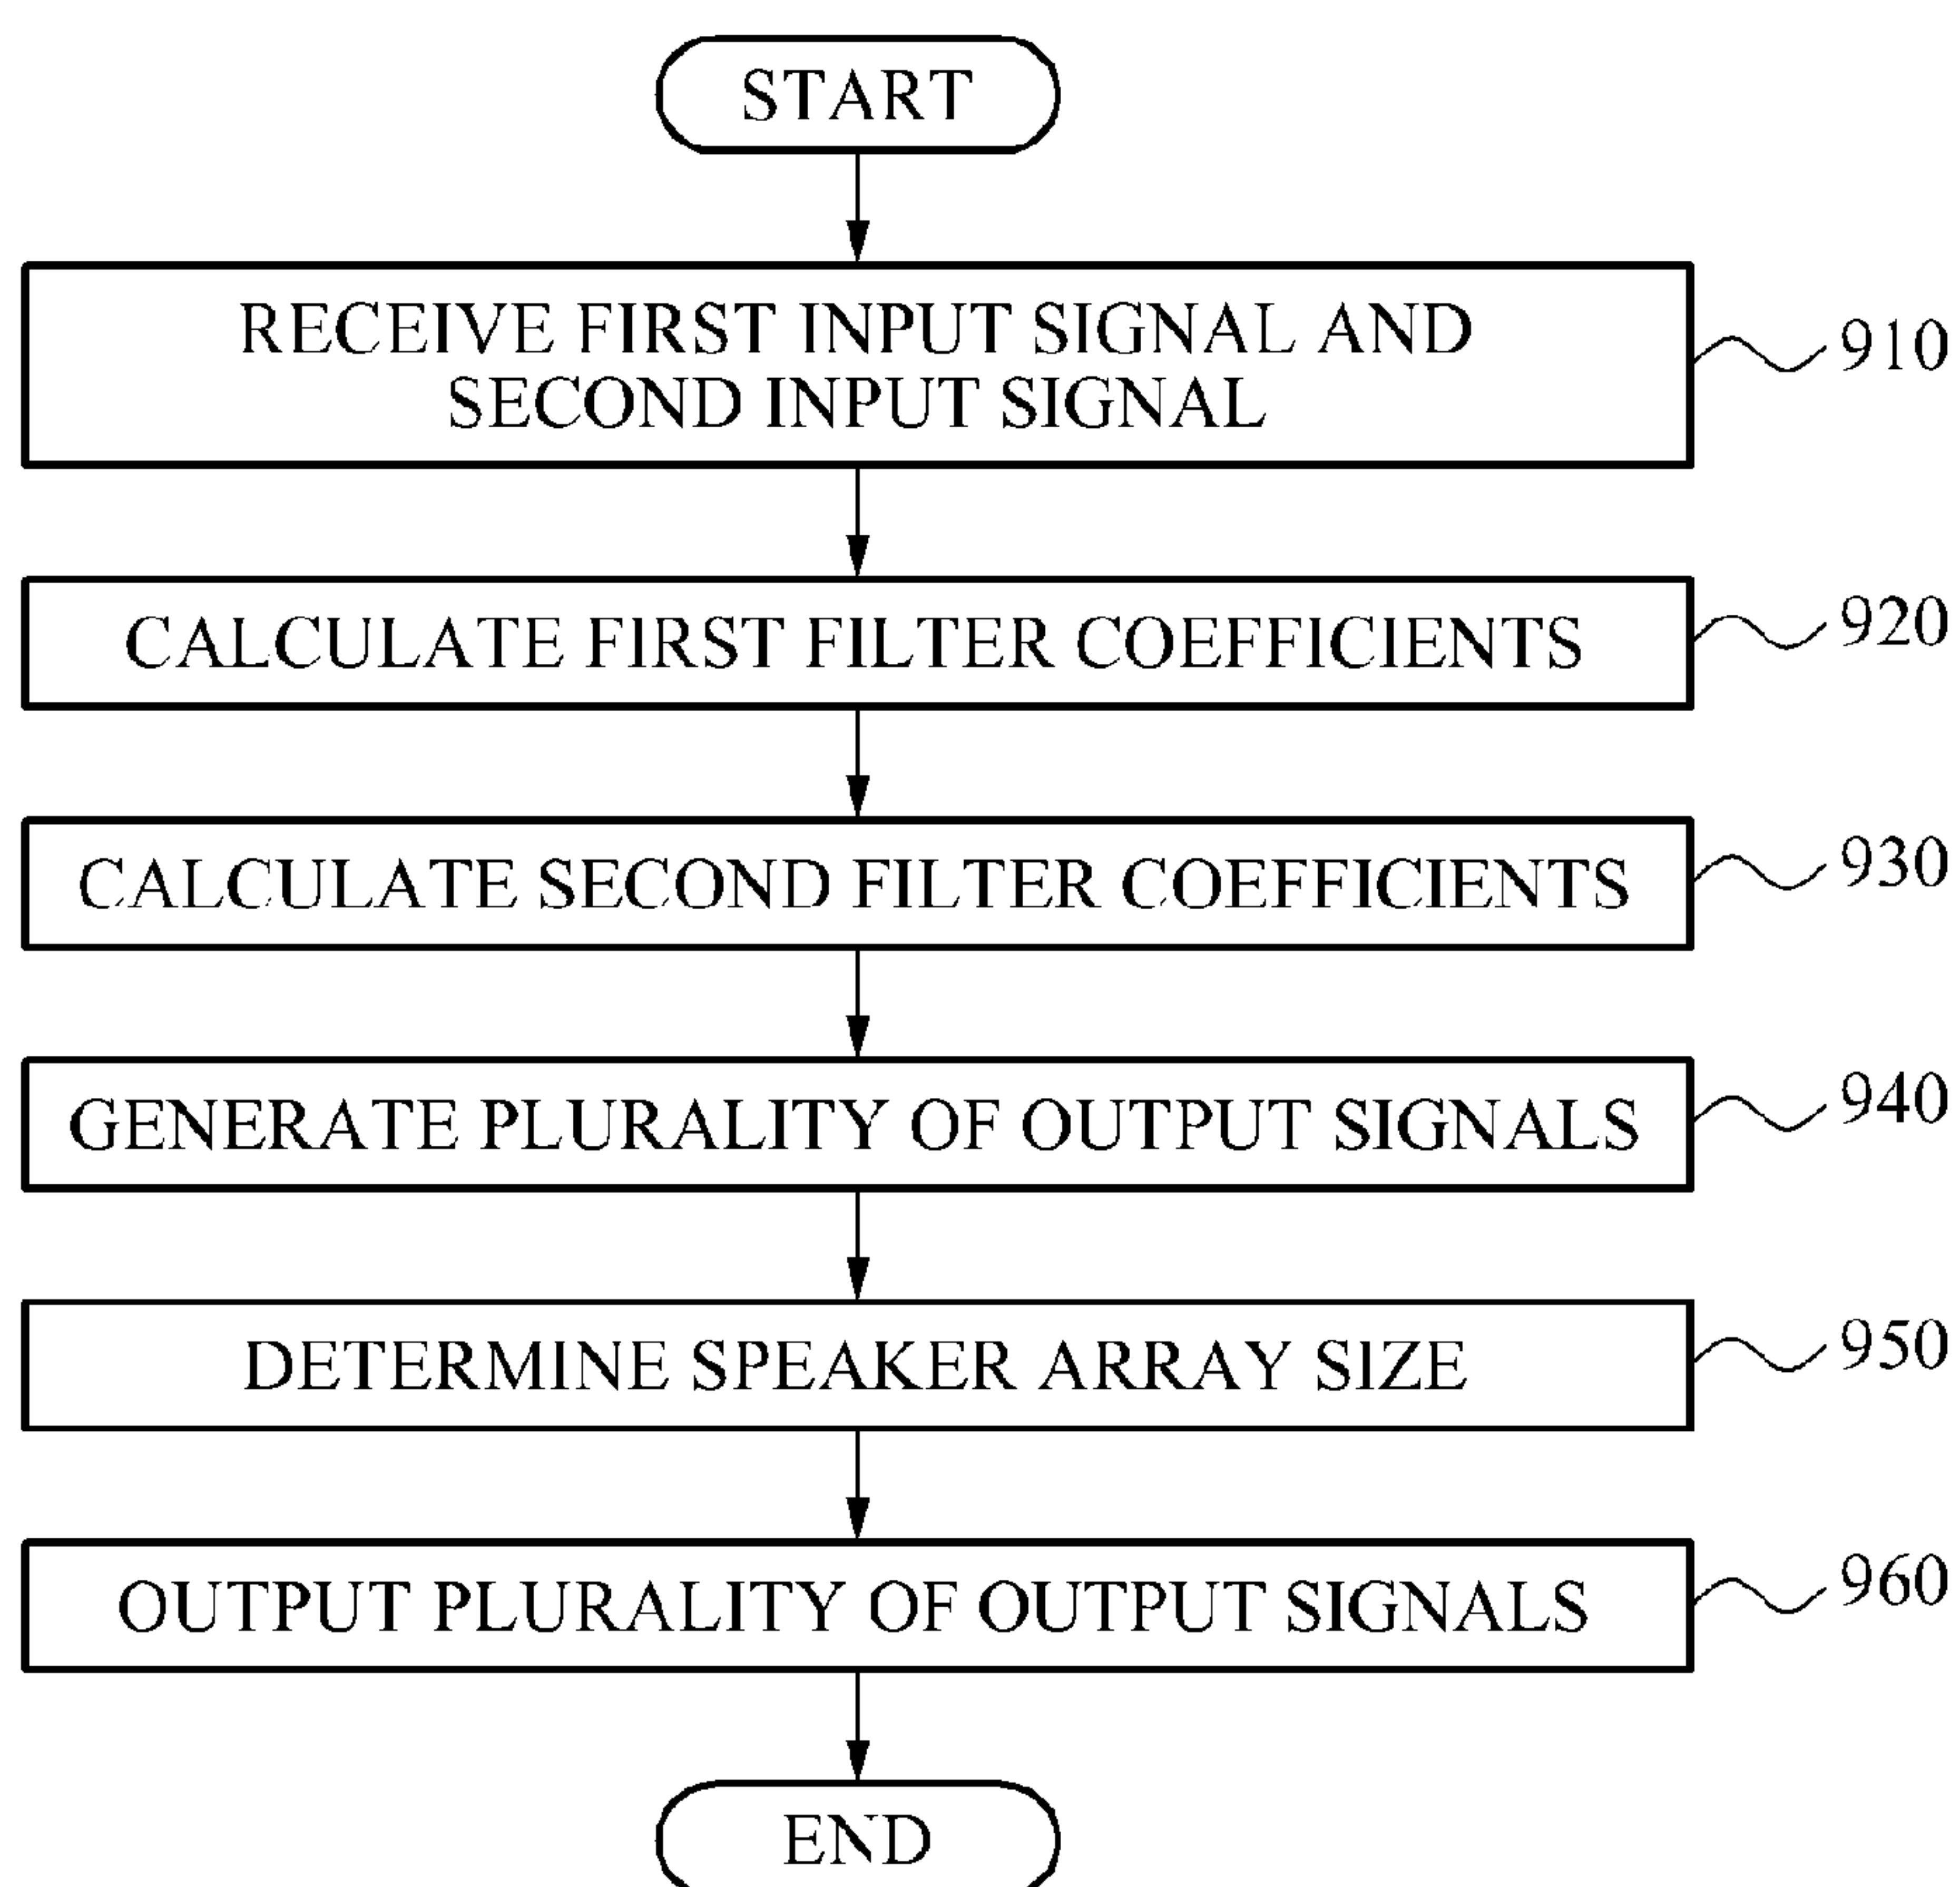 START
RECEIVE FIRST INPUT SIGNAL AND
SECOND INPUT SIGNAL
910
CALCULATE FIRST FILTER COEFFICIENTS
920
CALCULATE SECOND FILTER COEFFICIENTS
930
GENERATE PLURALITY OF OUTPUT SIGNALS
940
DETERMINE SPEAKER ARRAY SIZE
950
OUTPUT PLURALITY OF OUTPUT SIGNALS
960
END